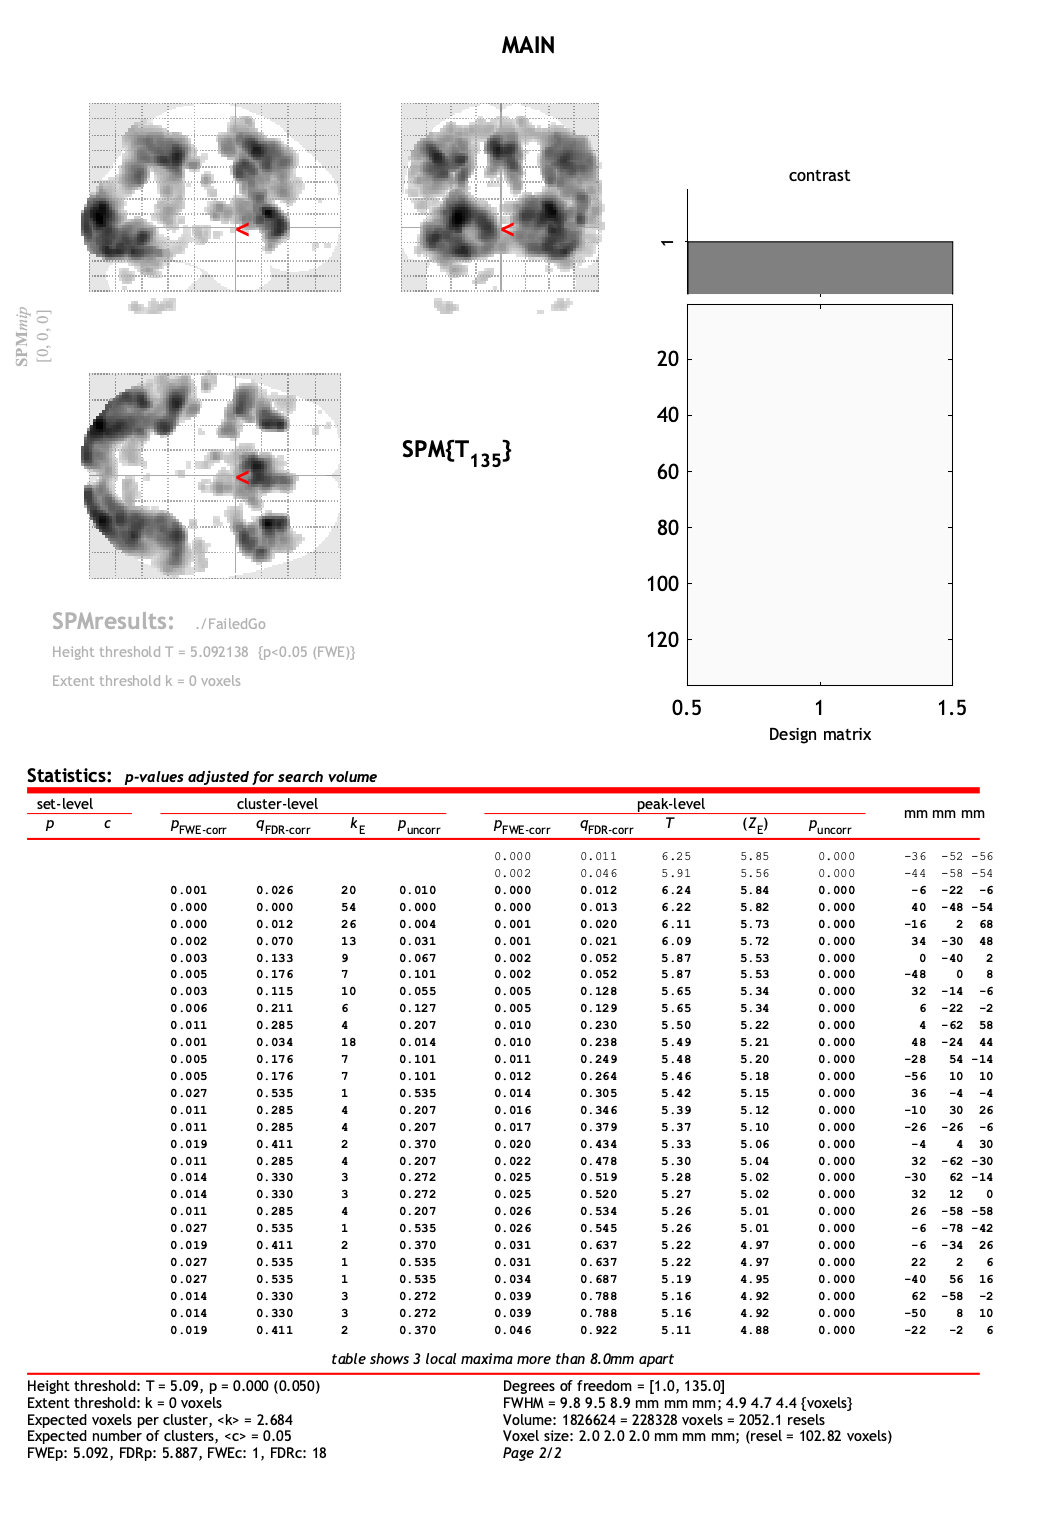 MAIN
contrast
1
SPMmip
[0, 0, 0]
<
<
<
SPM{T135}
20
40
60
80
100
120
0.5 1 1.5
Design matrix
SPMresults: ./FailedGo
Height threshold T = 5.092138 {p<0.05 (FWE)}
Extent threshold k = 0 voxels
Statistics: p-values adjusted for search volume
set-level cluster-level peak-level mm mm mm
p c pFWE-corr qFDR-corr kE puncorr pFWE-corr qFDR-corr T (ZE) puncorr
0.000 0.011 6.25 5.85 0.000 -36 -52 -56
0.002 0.046 5.91 5.56 0.000 -44 -58 -54
0.001 0.026 20 0.010 0.000 0.012 6.24 5.84 0.000 -6 -22 -6
0.000 0.000 54 0.000 0.000 0.013 6.22 5.82 0.000 40 -48 -54
0.000 0.012 26 0.004 0.001 0.020 6.11 5.73 0.000 -16 2 68
0.002 0.070 13 0.031 0.001 0.021 6.09 5.72 0.000 34 -30 48
0.003 0.133 9 0.067 0.002 0.052 5.87 5.53 0.000 0 -40 2
0.005 0.176 7 0.101 0.002 0.052 5.87 5.53 0.000 -48 0 8
0.003 0.115 10 0.055 0.005 0.128 5.65 5.34 0.000 32 -14 -6
0.006 0.211 6 0.127 0.005 0.129 5.65 5.34 0.000 6 -22 -2
0.011 0.285 4 0.207 0.010 0.230 5.50 5.22 0.000 4 -62 58
0.001 0.034 18 0.014 0.010 0.238 5.49 5.21 0.000 48 -24 44
0.005 0.176 7 0.101 0.011 0.249 5.48 5.20 0.000 -28 54 -14
0.005 0.176 7 0.101 0.012 0.264 5.46 5.18 0.000 -56 10 10
0.027 0.535 1 0.535 0.014 0.305 5.42 5.15 0.000 36 -4 -4
0.011 0.285 4 0.207 0.016 0.346 5.39 5.12 0.000 -10 30 26
0.011 0.285 4 0.207 0.017 0.379 5.37 5.10 0.000 -26 -26 -6
0.019 0.411 2 0.370 0.020 0.434 5.33 5.06 0.000 -4 4 30
0.011 0.285 4 0.207 0.022 0.478 5.30 5.04 0.000 32 -62 -30
0.014 0.330 3 0.272 0.025 0.519 5.28 5.02 0.000 -30 62 -14
0.014 0.330 3 0.272 0.025 0.520 5.27 5.02 0.000 32 12 0
0.011 0.285 4 0.207 0.026 0.534 5.26 5.01 0.000 26 -58 -58
0.027 0.535 1 0.535 0.026 0.545 5.26 5.01 0.000 -6 -78 -42
0.019 0.411 2 0.370 0.031 0.637 5.22 4.97 0.000 -6 -34 26
0.027 0.535 1 0.535 0.031 0.637 5.22 4.97 0.000 22 2 6
0.027 0.535 1 0.535 0.034 0.687 5.19 4.95 0.000 -40 56 16
0.014 0.330 3 0.272 0.039 0.788 5.16 4.92 0.000 62 -58 -2
0.014 0.330 3 0.272 0.039 0.788 5.16 4.92 0.000 -50 8 10
0.019 0.411 2 0.370 0.046 0.922 5.11 4.88 0.000 -22 -2 6
table shows 3 local maxima more than 8.0mm apart
Height threshold: T = 5.09, p = 0.000 (0.050)
Extent threshold: k = 0 voxels
Expected voxels per cluster, <k> = 2.684
Expected number of clusters, <c> = 0.05
FWEp: 5.092, FDRp: 5.887, FWEc: 1, FDRc: 18
Degrees of freedom = [1.0, 135.0]
FWHM = 9.8 9.5 8.9 mm mm mm; 4.9 4.7 4.4 {voxels}
Volume: 1826624 = 228328 voxels = 2052.1 resels
Voxel size: 2.0 2.0 2.0 mm mm mm; (resel = 102.82 voxels)
Page 2/2